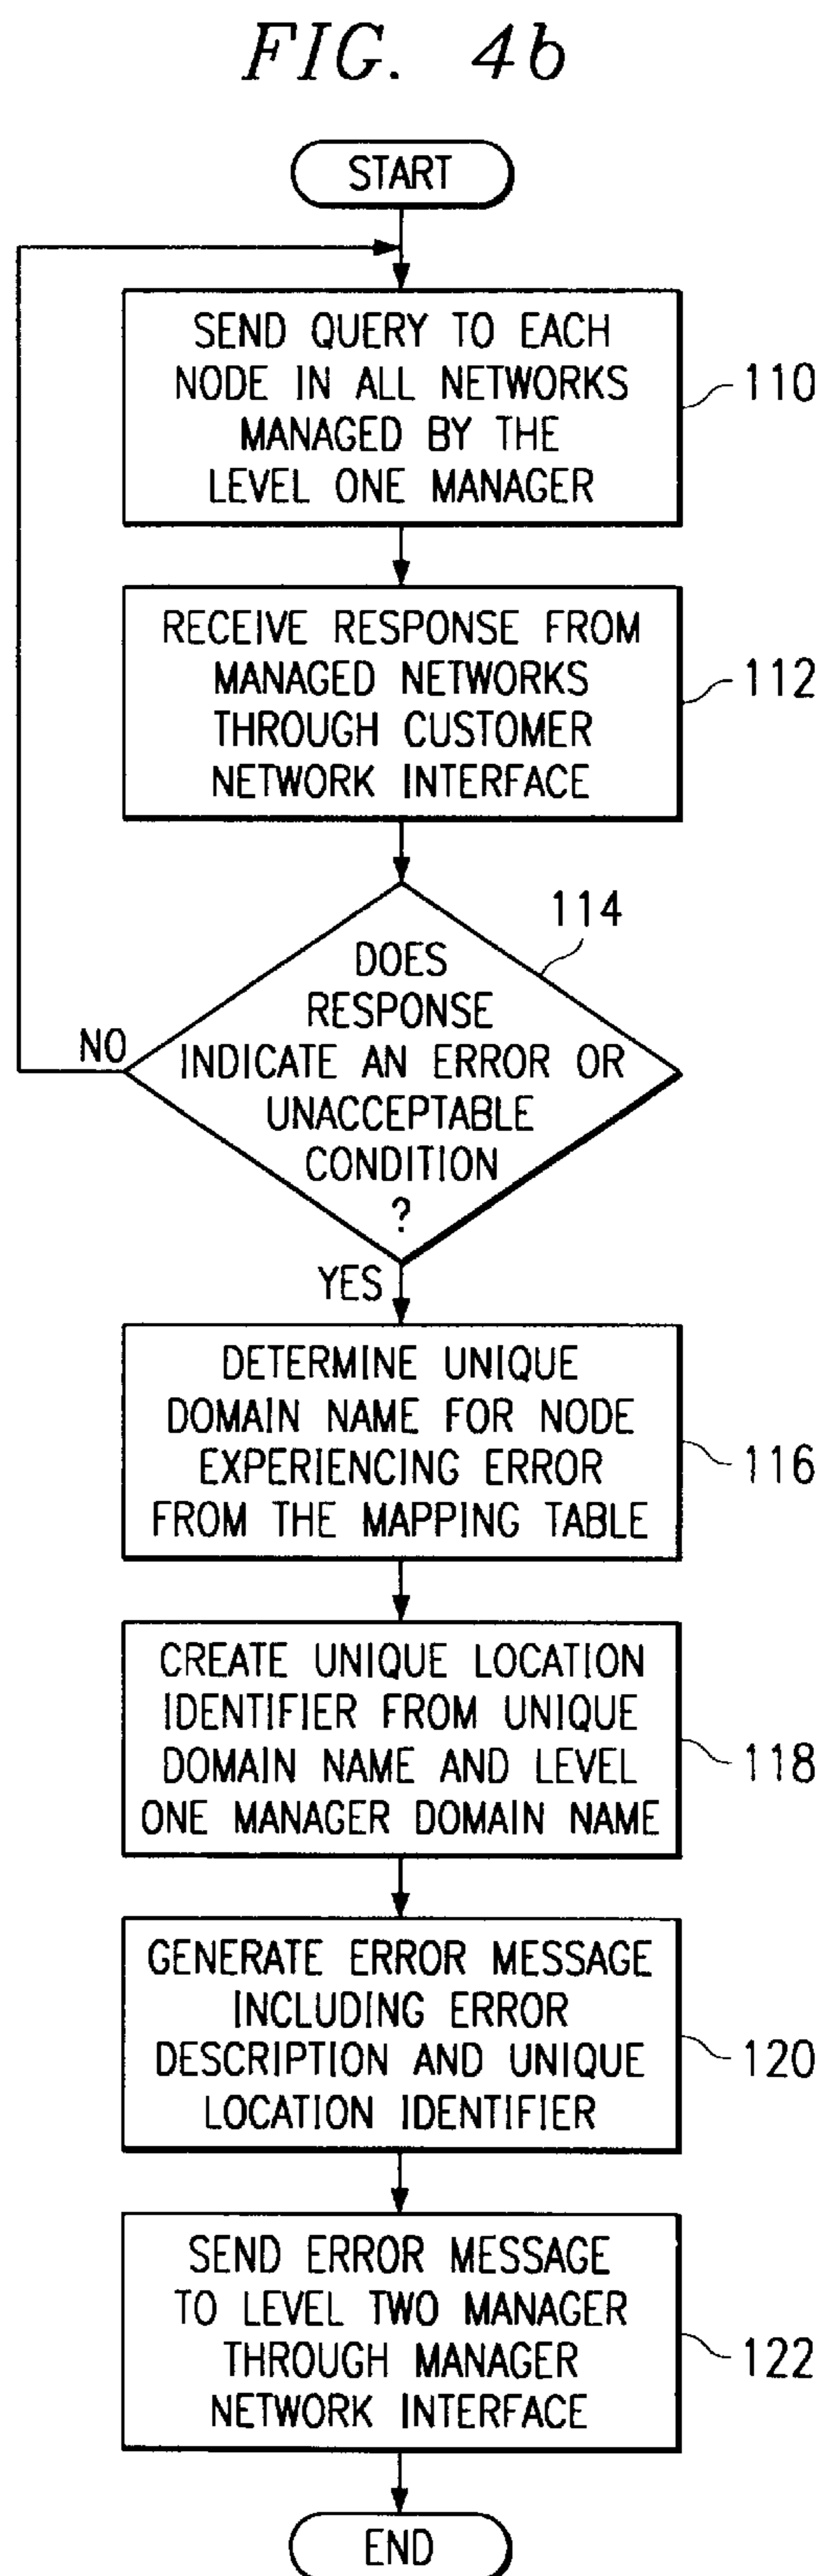 FIG. 4b
START
SEND QUERY TO EACH
NODE IN ALL NETWORKS
MANAGED BY THE
LEVEL ONE MANAGER
110
RECEIVE RESPONSE FROM
MANAGED NETWORKS
THROUGH CUSTOMER
NETWORK INTERFACE
112
114
DOES
RESPONSE
INDICATE AN ERROR OR
UNACCEPTABLE
CONDITION
?
NO
YES
DETERMINE UNIQUE
DOMAIN NAME FOR NODE
EXPERIENCING ERROR
FROM THE MAPPING TABLE
116
CREATE UNIQUE LOCATION
IDENTIFIER FROM UNIQUE
DOMAIN NAME AND LEVEL
ONE MANAGER DOMAIN NAME
118
GENERATE ERROR MESSAGE
INCLUDING ERROR
DESCRIPTION AND UNIQUE
LOCATION IDENTIFIER
120
SEND ERROR MESSAGE
TO LEVEL TWO MANAGER
THROUGH MANAGER
NETWORK INTERFACE
122
END